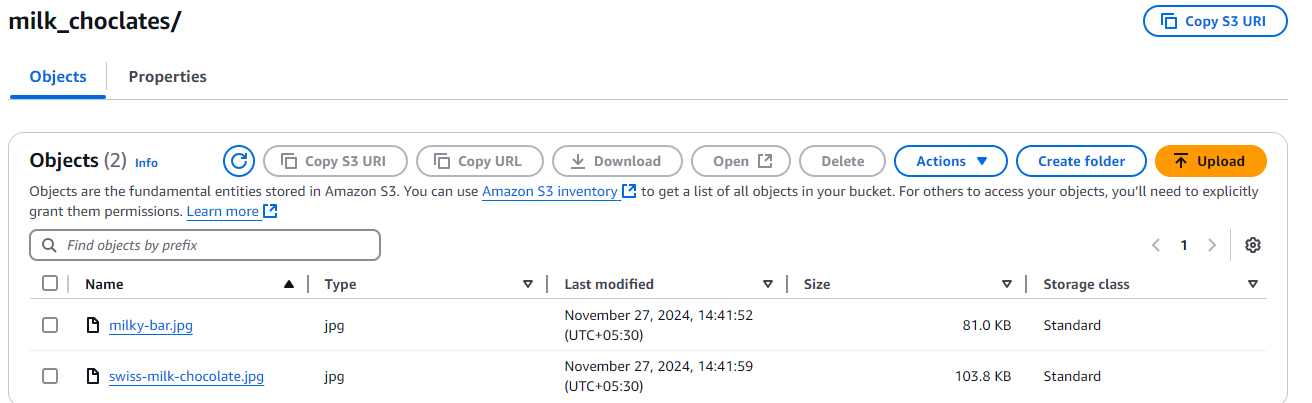 milk_choclates/
Copy S3 URI
Objects
Properties
Objects (2) Info
Copy S3 URI
Copy URL
Download
Open
Delete
Actions
Create folder
Upload
Objects are the fundamental entities stored in Amazon S3. You can use Amazon S3 inventory to get a list of all objects in your bucket. For others to access your objects, you'll need to explicitly
grant them permissions. Learn more
Find objects by prefix
1
Name
Type
Last modified
Size
Storage class
milky-bar.jpg
jpg
November 27, 2024, 14:41:52
(UTC+05:30)
81.0 KB
Standard
swiss-milk-chocolate.jpg
jpg
November 27, 2024, 14:41:59
(UTC+05:30)
103.8 KB
Standard